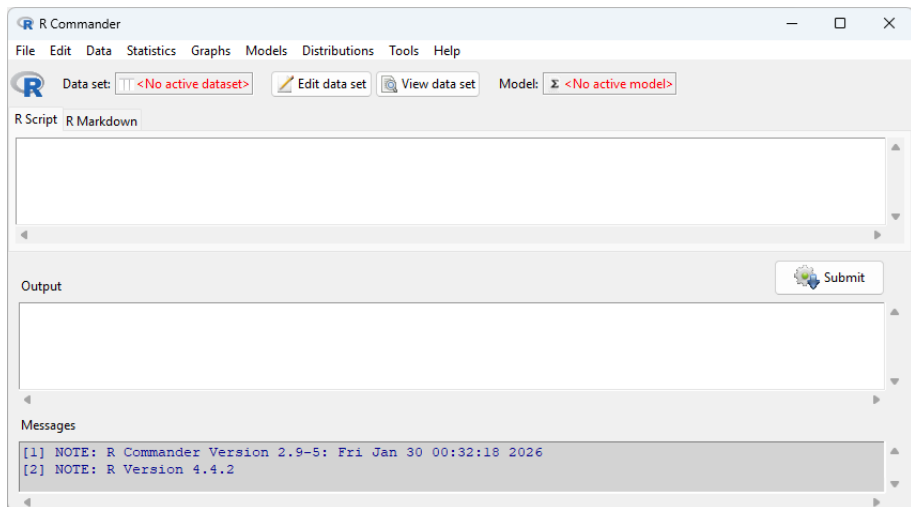 R Commander
File Edit Data Statistics Graphs Models Distributions Tools Help
R Data set: <No active dataset> Edit data set View data set Model: Σ <No active model>
R Script R Markdown
Submit
Output
Messages
[1] NOTE: R Commander Version 2.9-5: Fri Jan 30 00:32:18 2026
[2] NOTE: R Version 4.4.2